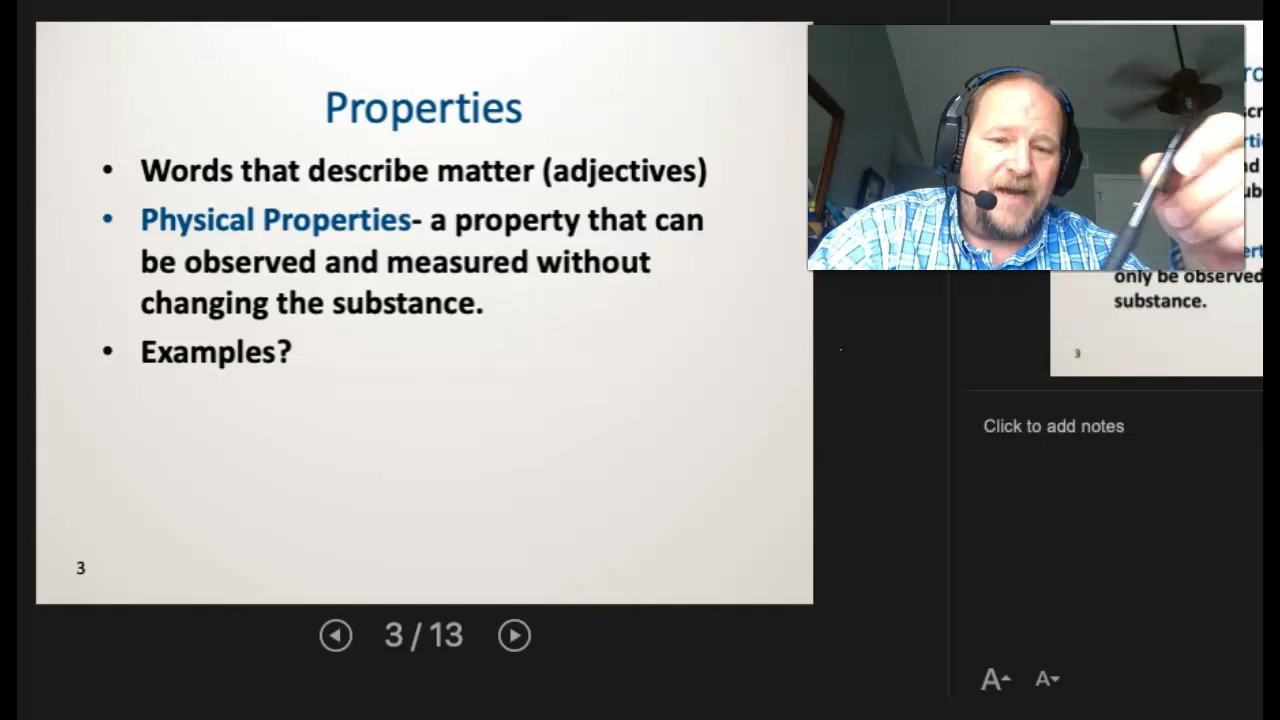 Properties
• Words that describe matter (adjectives)
• Physical Properties- a property that can
be observed and measured without
changing the substance.
• Examples?
3
3 / 13
only be observed
substance.
3
Click to add notes
A
A